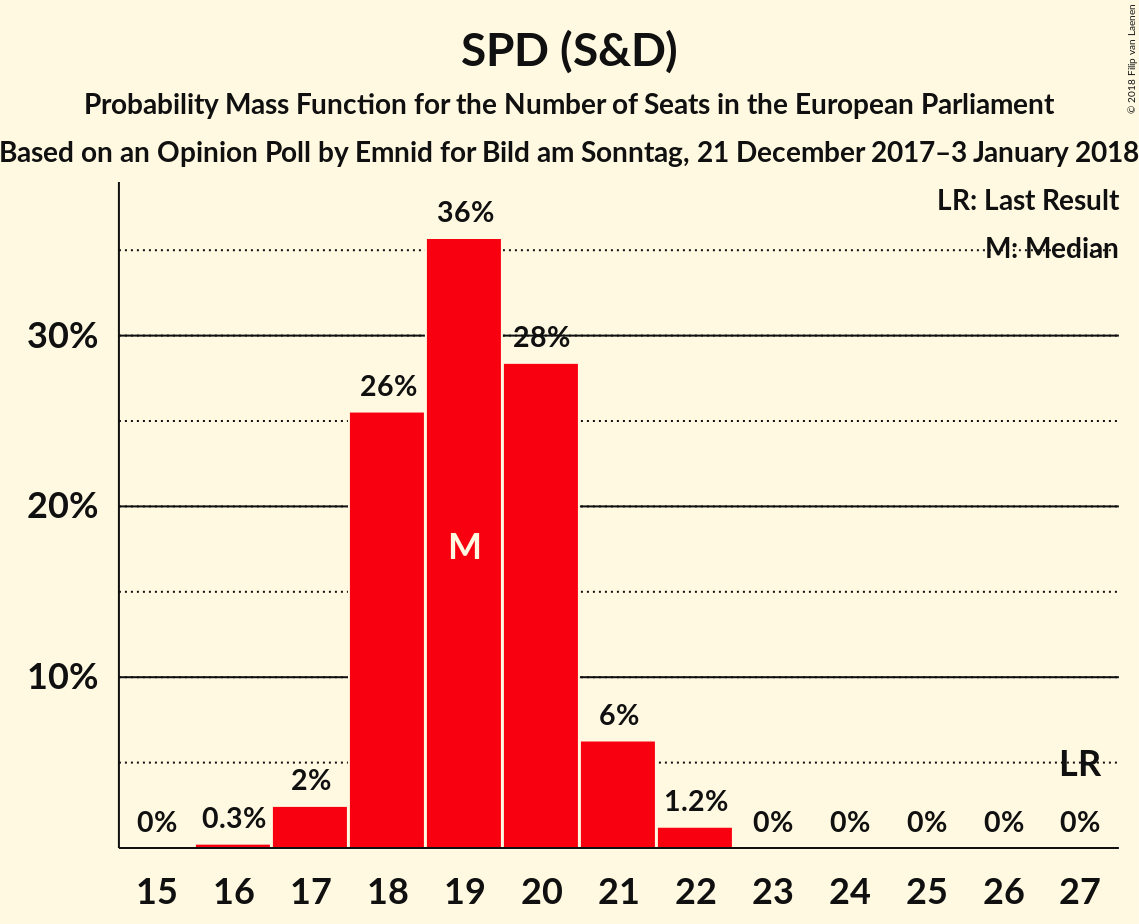 SPD (S&D)
Probability Mass Function for the Number of Seats in the European Parliament
Based on an Opinion Poll by Emnid for Bild am Sonntag, 21 December 2017–3 January 2018
© 2018 Filip van Laenen
LR: Last Result
M: Median
30%
20%
10%
0%
0.3%
2%
26%
36%
28%
6%
1.2%
0%
0%
0%
0%
0%
M
LR
15 16 17 18 19 20 21 22 23 24 25 26 27